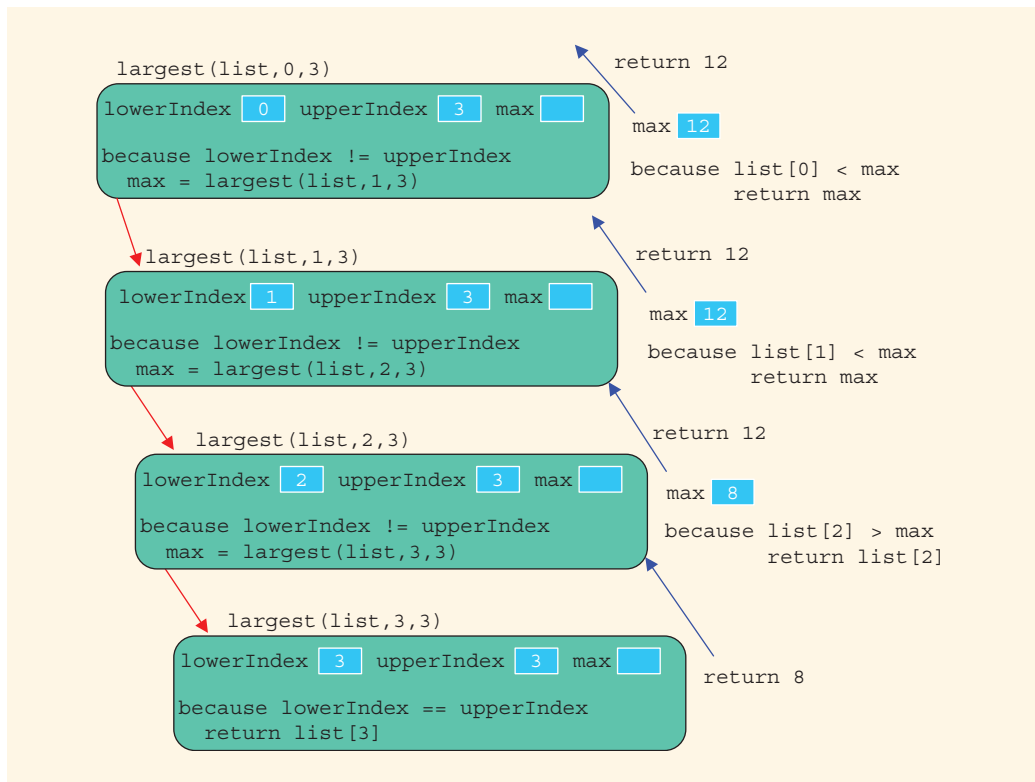 largest(list,0,3)
lowerIndex 0 upperIndex 3 max
because lowerIndex != upperIndex
max = largest(list,1,3)
return 12
max 12
because list[0] < max
return max
largest(list,1,3)
lowerIndex 1 upperIndex 3 max
because lowerIndex != upperIndex
max = largest(list,2,3)
return 12
max 12
because list[1] < max
return max
largest(list,2,3)
lowerIndex 2 upperIndex 3 max
because lowerIndex != upperIndex
max = largest(list,3,3)
return 12
max 8
because list[2] > max
return list[2]
largest(list,3,3)
lowerIndex 3 upperIndex 3 max
because lowerIndex == upperIndex
return list[3]
return 8